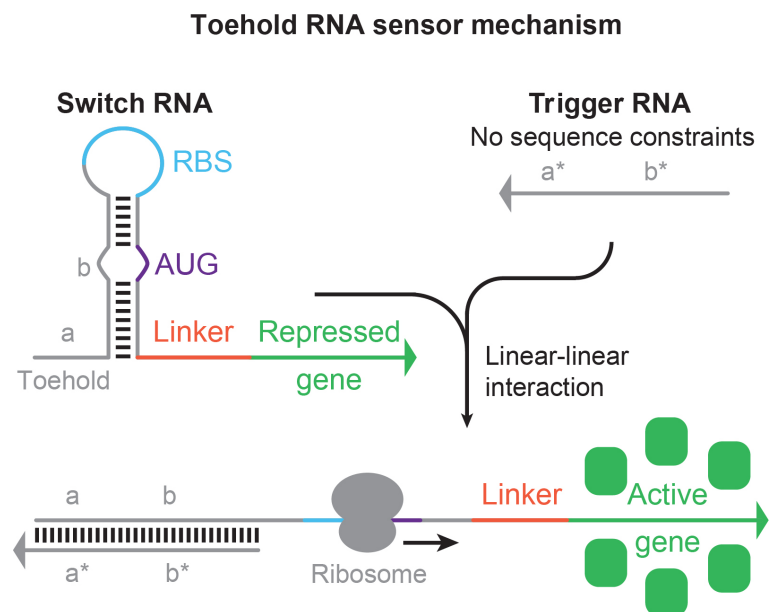 Toehold RNA sensor mechanism
Switch RNA
RBS
b
AUG
a
Linker
Repressed
gene
Toehold
Trigger RNA
No sequence constraints
a* b*
Linear-linear
interaction
a b
a* b*
Ribosome
Linker
Active
gene